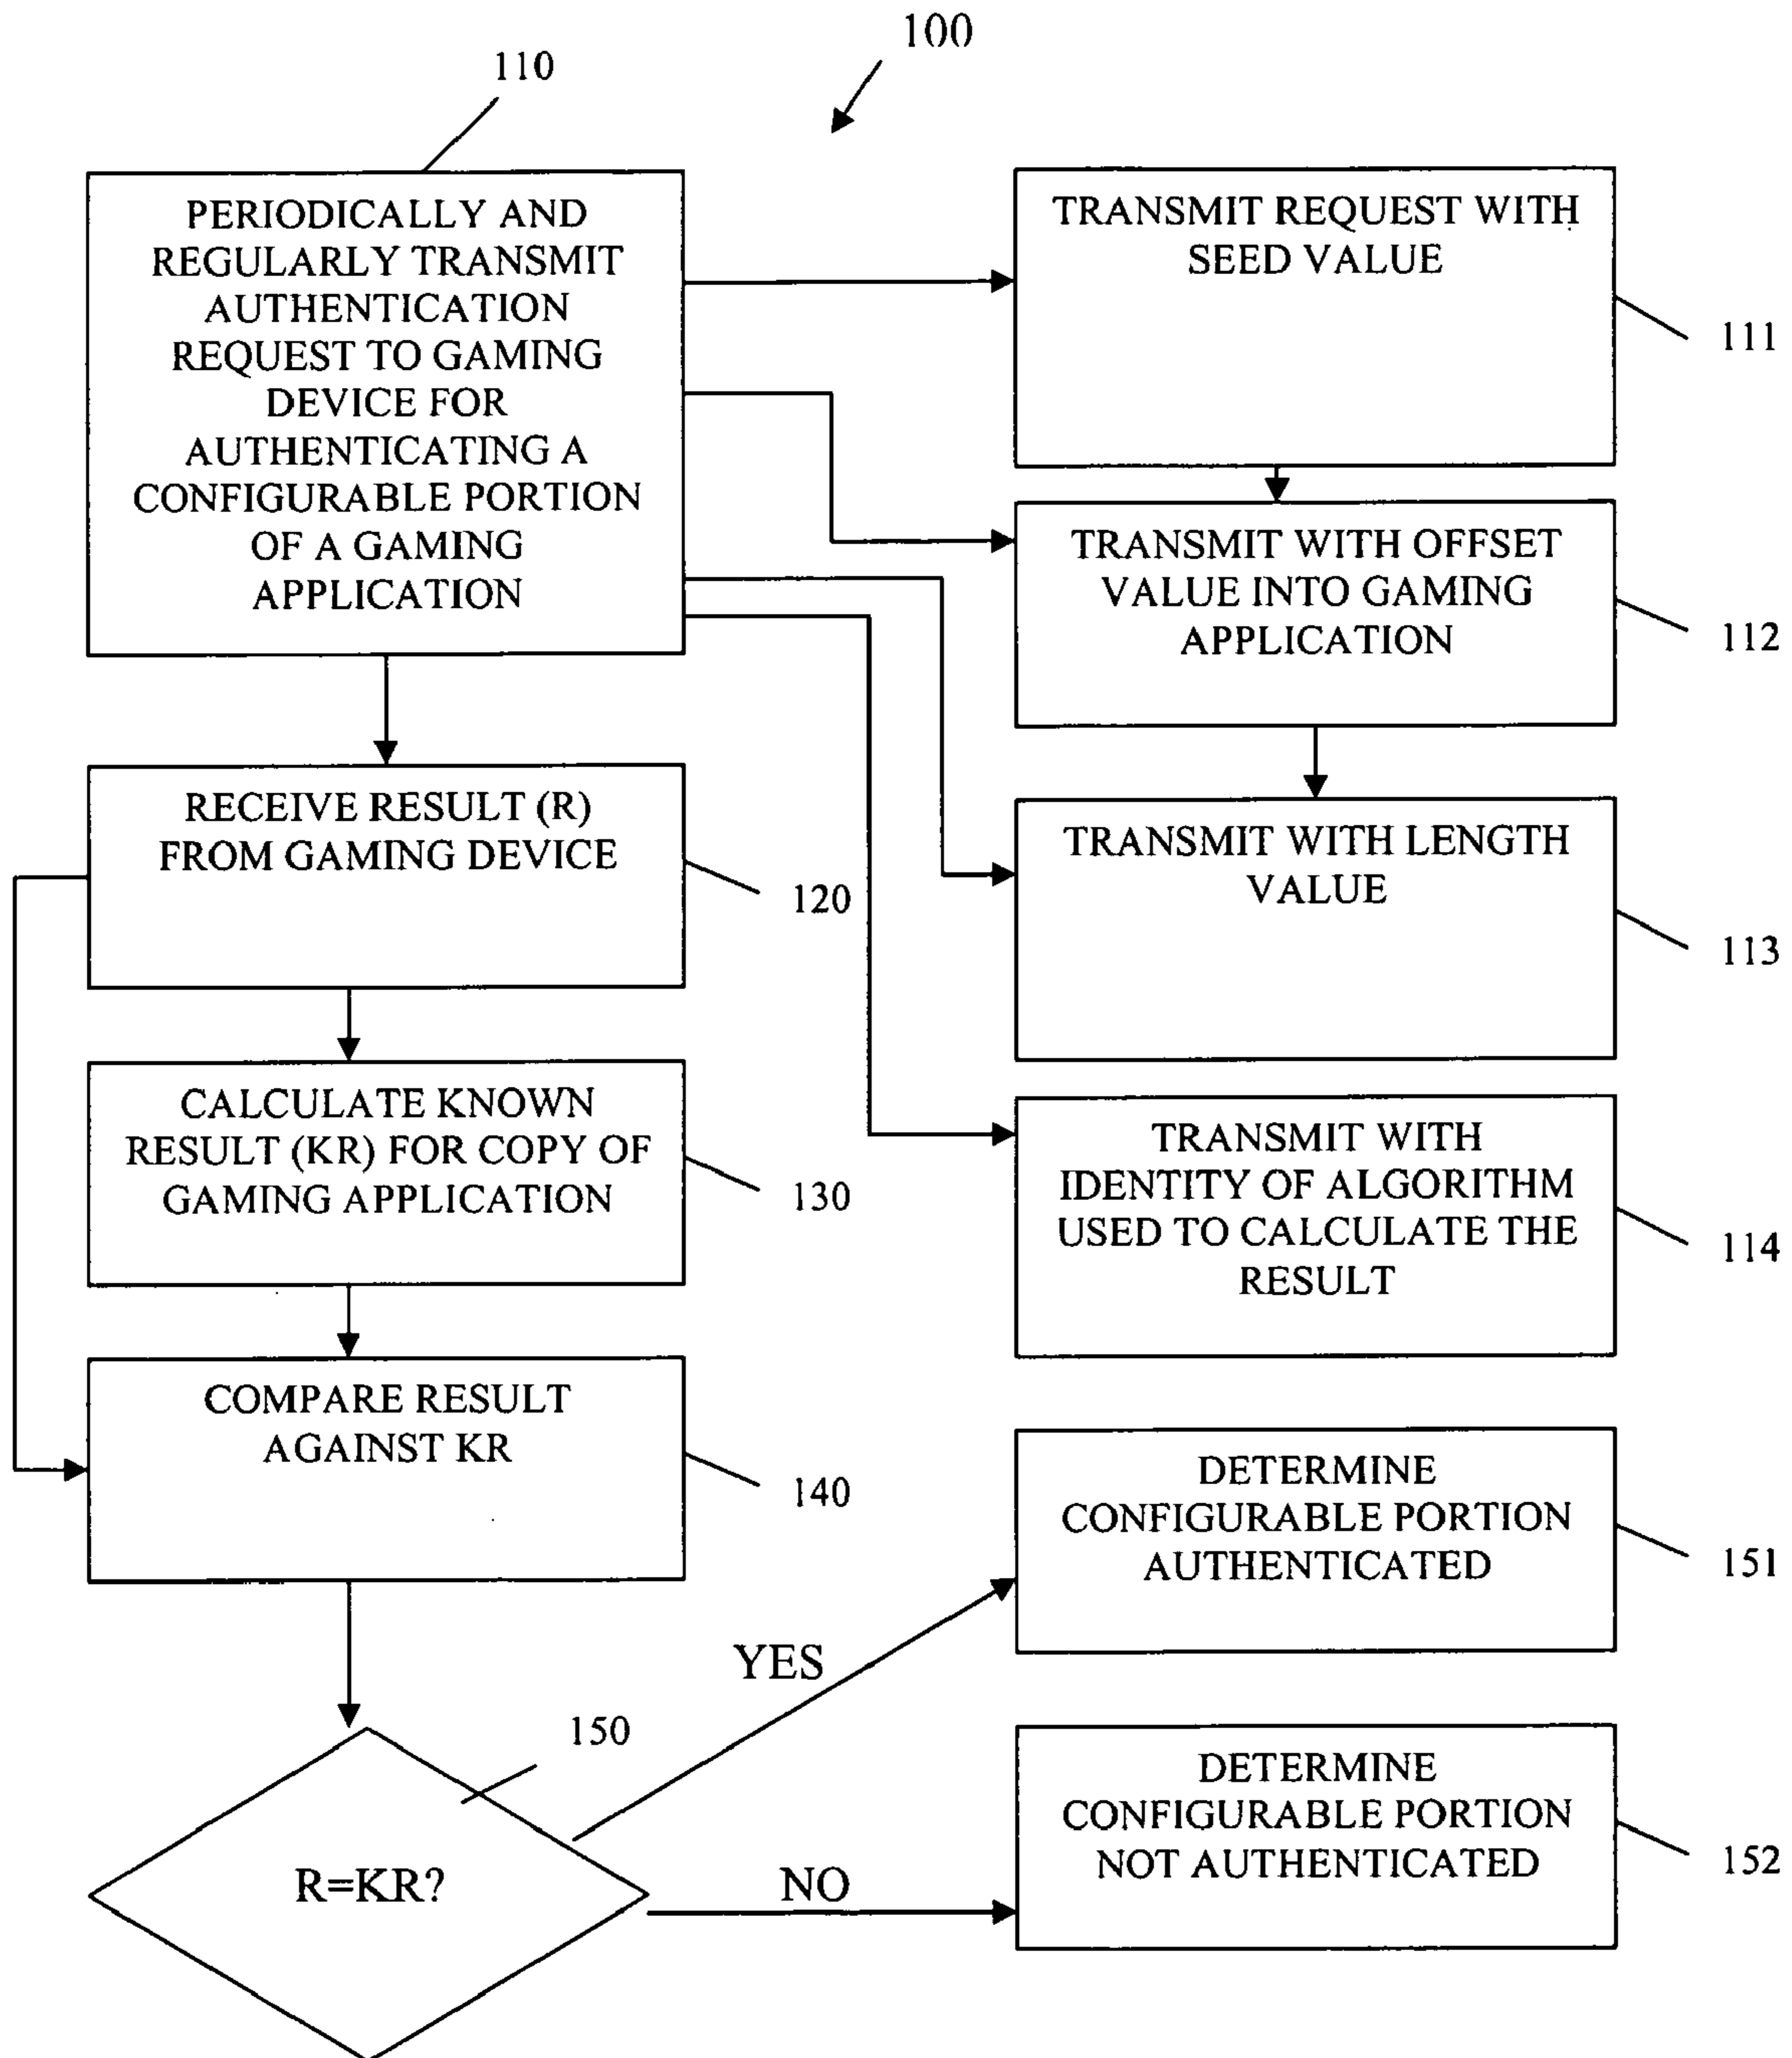 100
110
PERIODICALLY AND
REGULARLY TRANSMIT
AUTHENTICATION
REQUEST TO GAMING
DEVICE FOR
AUTHENTICATING A
CONFIGURABLE PORTION
OF A GAMING
APPLICATION
TRANSMIT REQUEST WITH
SEED VALUE
111
TRANSMIT WITH OFFSET
VALUE INTO GAMING
APPLICATION
112
RECEIVE RESULT (R)
FROM GAMING DEVICE
120
TRANSMIT WITH LENGTH
VALUE
113
CALCULATE KNOWN
RESULT (KR) FOR COPY OF
GAMING APPLICATION
130
TRANSMIT WITH
IDENTITY OF ALGORITHM
USED TO CALCULATE THE
RESULT
114
COMPARE RESULT
AGAINST KR
140
DETERMINE
CONFIGURABLE PORTION
AUTHENTICATED
151
YES
150
R=KR?
NO
DETERMINE
CONFIGURABLE PORTION
NOT AUTHENTICATED
152